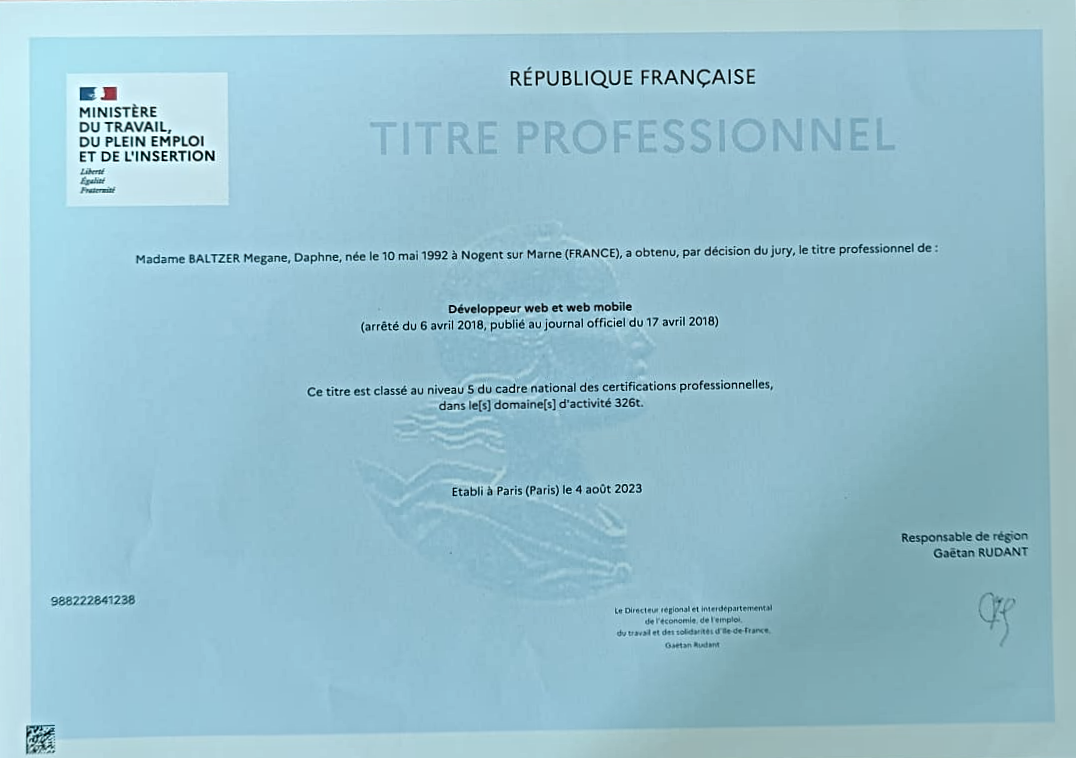 RÉPUBLIQUE FRANÇAISE
TITRE PROFESSIONNEL
MINISTÈRE
DU TRAVAIL,
DU PLEIN EMPLOI
ET DE L'INSERTION
Liberté
Égalité
Fraternité
Madame BALTZER Megane, Daphne, née le 10 mai 1992 à Nogent sur Marne (FRANCE), a obtenu, par décision du jury, le titre professionnel de :
Développeur web et web mobile
(arrêté du 6 avril 2018, publié au journal officiel du 17 avril 2018)
Ce titre est classé au niveau 5 du cadre national des certifications professionnelles,
dans le[s] domaine[s] d'activité 326t.
Etabli à Paris (Paris) le 4 août 2023
Responsable de région
Gaëtan RUDANT
988222841238
Le Directeur régional et interdépartemental
de l'économie, de l'emploi,
du travail et des solidarités d'Ile-de-France,
Gaëtan Rudant